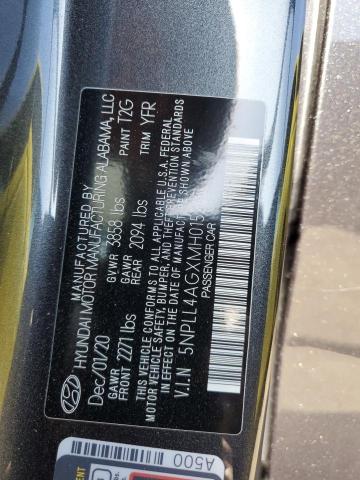 MANUFACTURED BY
HYUNDAI MOTOR MANUFACTURING ALABAMA, LLC
Dec/01/20 GVWR 3858 lbs PAINT T2G
GAWR FRONT 2271 lbs GAWR REAR 2094 lbs TRIM YFR
THIS VEHICLE CONFORMS TO ALL APPLICABLE U.S.A. FEDERAL
MOTOR VEHICLE SAFETY, BUMPER, AND THEFT PREVENTION STANDARDS
IN EFFECT ON THE DATE OF MANUFACTURE SHOWN ABOVE.
V.I.N
PASSENGER CAR
A500